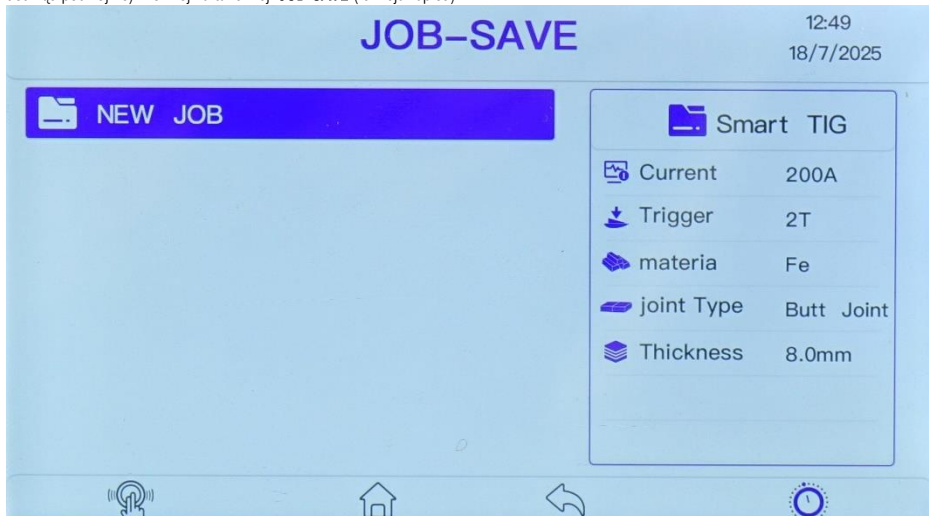 JOB-SAVE
12:49
18/7/2025
NEW JOB
Smart TIG
Current 200A
Trigger 2T
materia Fe
joint Type Butt Joint
Thickness 8.0mm